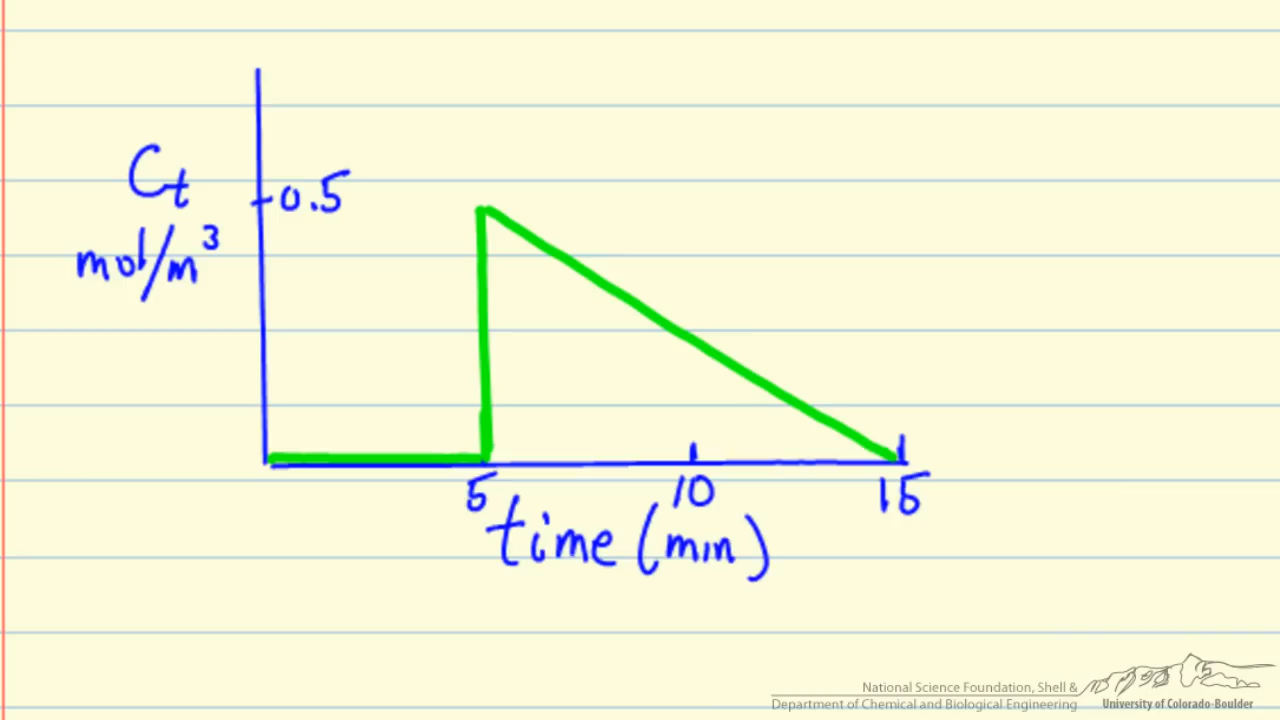 C_t
0.5
mol/m³
5
10
15
time (min)
National Science Foundation, Shell &
Department of Chemical and Biological Engineering
University of Colorado-Boulder